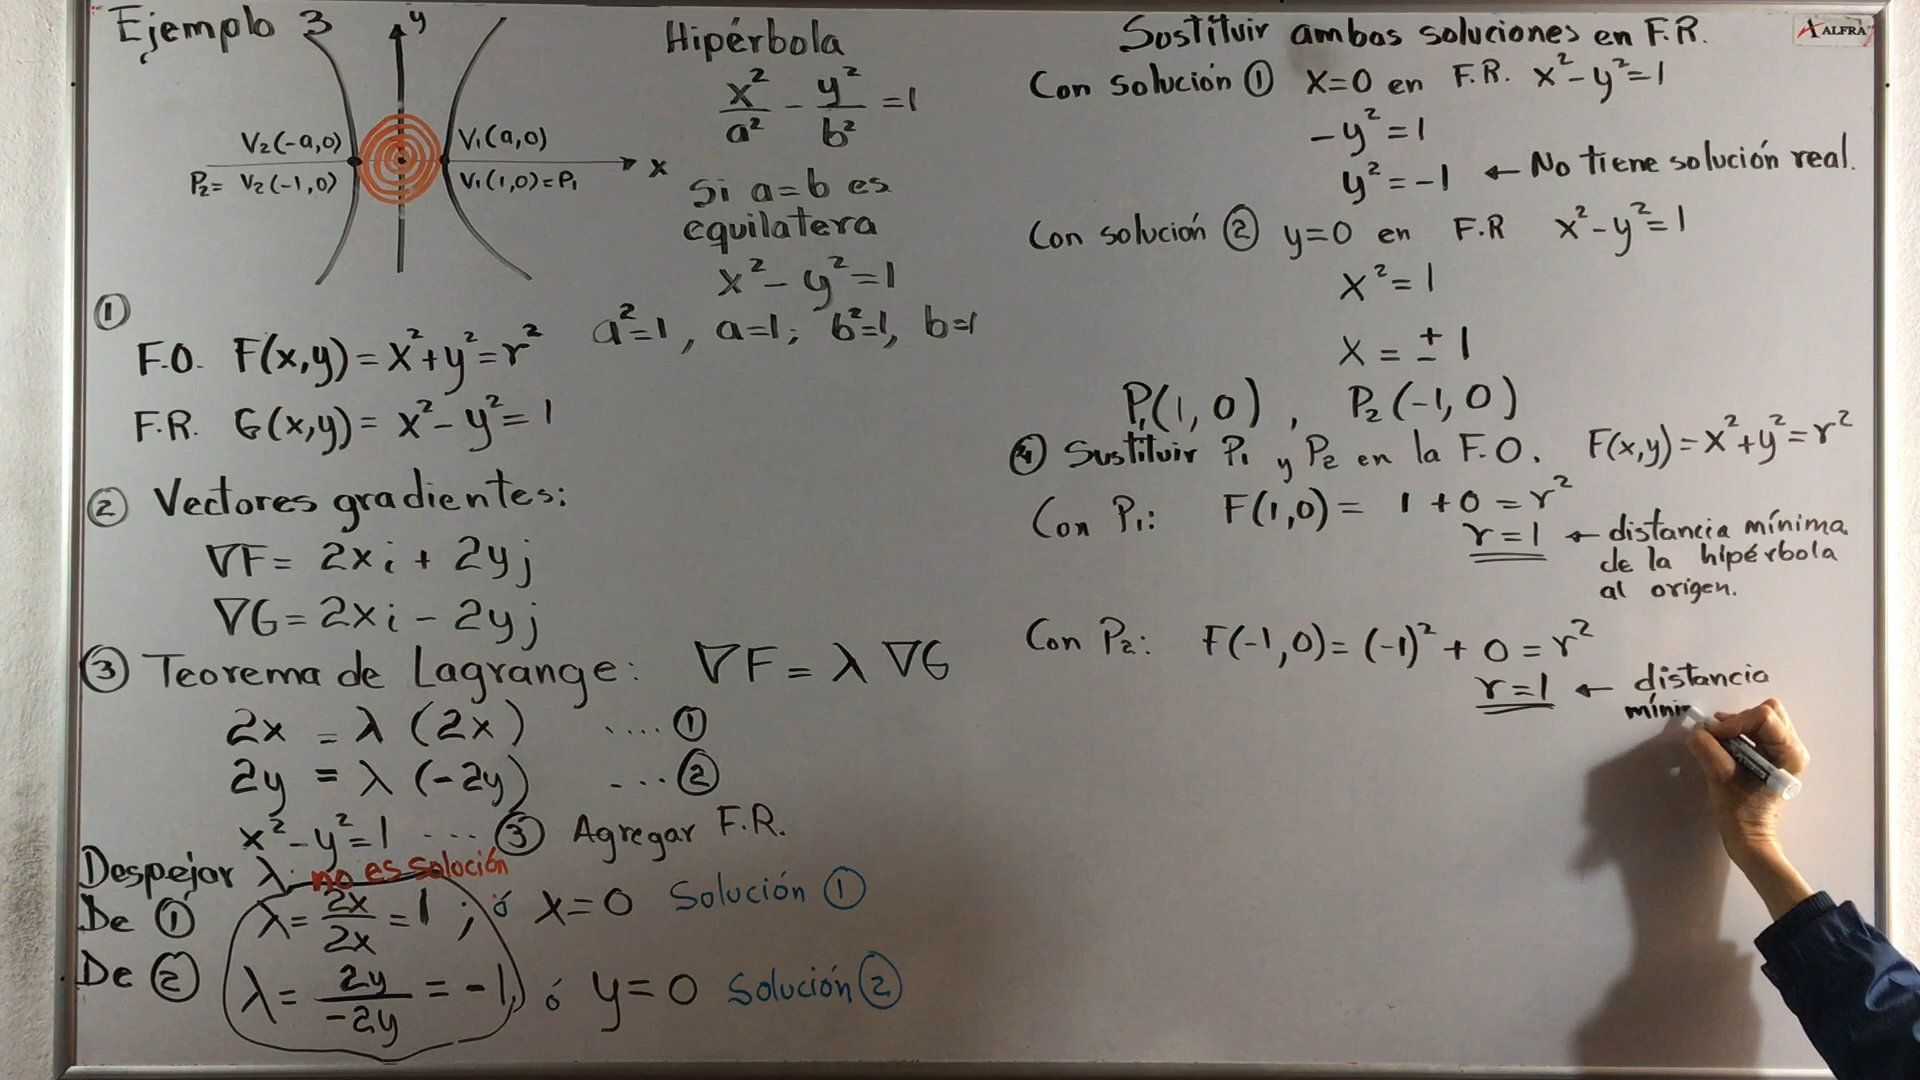 Ejemplo 3
y
V₂(-a,0)
V₁(a,0)
x
P₂= V₂(-1,0)
V₁(1,0)=P₁
Hipérbola
x²/a² - y²/b² = 1
Si a=b es
equilatera
x² - y² = 1
a²=1, a=1; b²=1, b=1
①
F.O. F(x,y) = x²+y² = r²
F.R. G(x,y) = x² - y² = 1
② Vectores gradientes:
∇F = 2xi + 2yj
∇G = 2xi - 2yj
③ Teorema de Lagrange: ∇F = λ ∇G
2x = λ (2x) .... ①
2y = λ (-2y) ... ②
x² - y² = 1 ... ③ Agregar F.R.
Despejar λ: no es soloción
De ① λ = 2x/2x = 1 ; ó x=0 Solución ①
De ② λ = 2y/-2y = -1, ó y=0 Solución ②
Sostituir ambas soluciones en F.R.
ALFRA
Con solución ① x=0 en F.R. x² - y² = 1
-y² = 1
y² = -1 ← No tiene solución real.
Con solución ② y=0 en F.R x² - y² = 1
x² = 1
x = ± 1
P₁(1,0), P₂(-1,0)
④ Sustituir P₁ y P₂ en la F.O. F(x,y) = x²+y² = r²
Con P₁: F(1,0) = 1 + 0 = r²
r=1 ← distancia mínima
de la hipérbola
al origen.
Con P₂: F(-1,0) = (-1)² + 0 = r²
r=1 ← distancia
míni